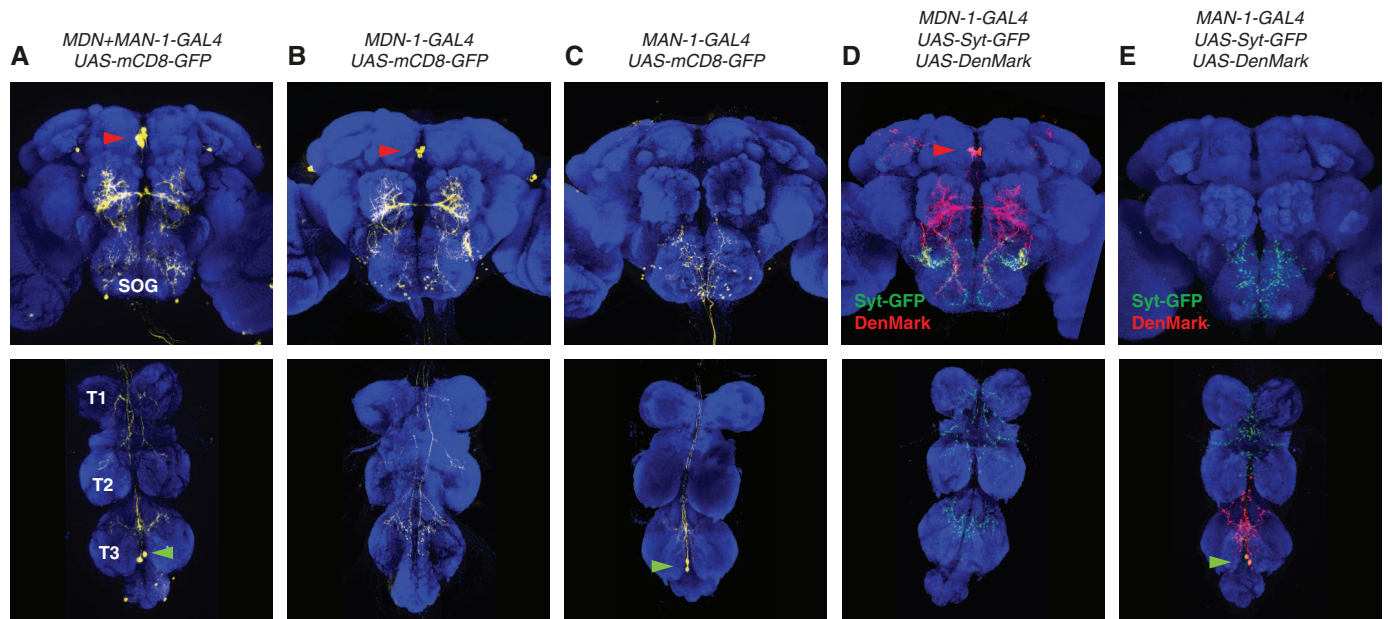 A
MDN+MAN-1-GAL4
UAS-mCD8-GFP
B
MDN-1-GAL4
UAS-mCD8-GFP
C
MAN-1-GAL4
UAS-mCD8-GFP
D
MDN-1-GAL4
UAS-Syt-GFP
UAS-DenMark
E
MAN-1-GAL4
UAS-Syt-GFP
UAS-DenMark
SOG
Syt-GFP
DenMark
Syt-GFP
DenMark
T1
T2
T3